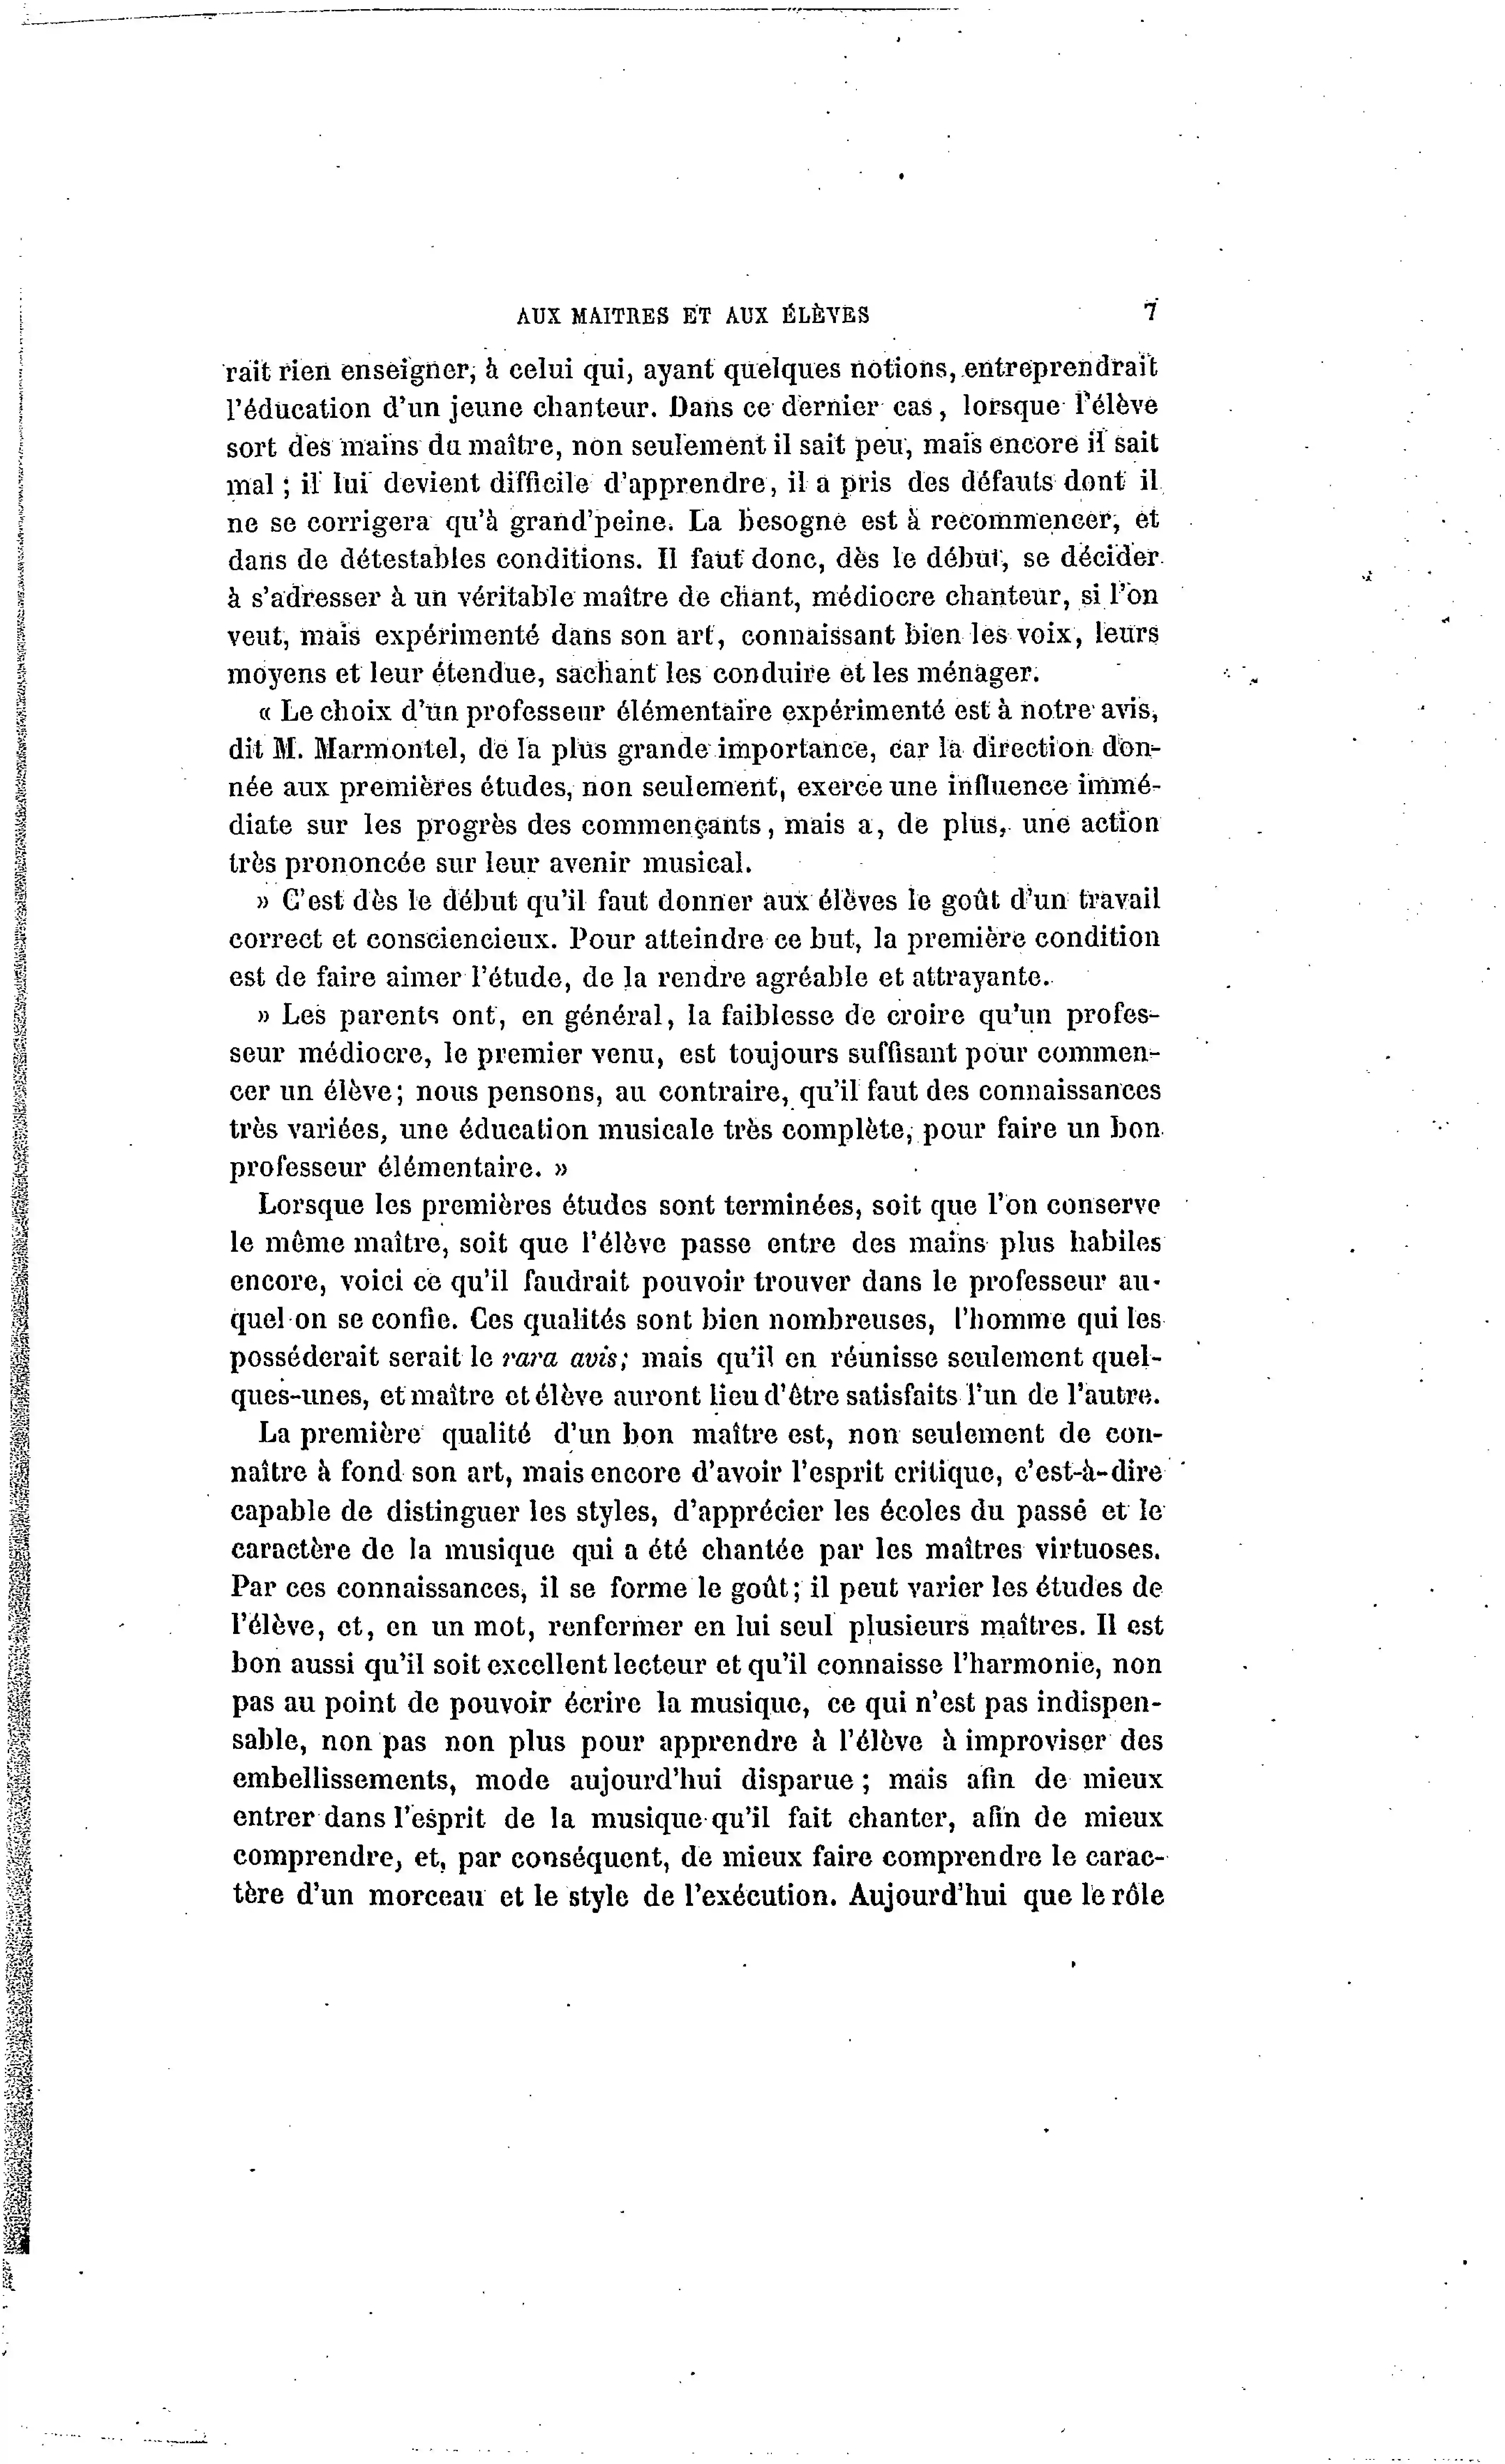 AUX MAITRES ET AUX ÉLÈVES 7
rait rien enseigner, à celui qui, ayant quelques notions, entreprendrait
l'éducation d'un jeune chanteur. Dans ce dernier cas, lorsque l'élève
sort des mains du maître, non seulement il sait peu, mais encore il sait
mal ; il lui devient difficile d'apprendre, il a pris des défauts dont il
ne se corrigera qu'à grand'peine. La besogne est à recommencer, et
dans de détestables conditions. Il faut donc, dès le début, se décider
à s'adresser à un véritable maître de chant, médiocre chanteur, si l'on
veut, mais expérimenté dans son art, connaissant bien les voix, leurs
moyens et leur étendue, sachant les conduire et les ménager.
« Le choix d'un professeur élémentaire expérimenté est à notre avis,
dit M. Marmontel, de la plus grande importance, car la direction don-
née aux premières études, non seulement, exerce une influence immé-
diate sur les progrès des commençants, mais a, de plus, une action
très prononcée sur leur avenir musical.
» C'est dès le début qu'il faut donner aux élèves le goût d'un travail
correct et consciencieux. Pour atteindre ce but, la première condition
est de faire aimer l'étude, de la rendre agréable et attrayante.
» Les parents ont, en général, la faiblesse de croire qu'un profes-
seur médiocre, le premier venu, est toujours suffisant pour commen-
cer un élève; nous pensons, au contraire, qu'il faut des connaissances
très variées, une éducation musicale très complète, pour faire un bon
professeur élémentaire. »
Lorsque les premières études sont terminées, soit que l'on conserve
le même maître, soit que l'élève passe entre des mains plus habiles
encore, voici ce qu'il faudrait pouvoir trouver dans le professeur au-
quel on se confie. Ces qualités sont bien nombreuses, l'homme qui les
posséderait serait le rara avis; mais qu'il en réunisse seulement quel-
ques-unes, et maître et élève auront lieu d'être satisfaits l'un de l'autre.
La première qualité d'un bon maître est, non seulement de con-
naître à fond son art, mais encore d'avoir l'esprit critique, c'est-à-dire
capable de distinguer les styles, d'apprécier les écoles du passé et le
caractère de la musique qui a été chantée par les maîtres virtuoses.
Par ces connaissances, il se forme le goût; il peut varier les études de
l'élève, et, en un mot, renfermer en lui seul plusieurs maîtres. Il est
bon aussi qu'il soit excellent lecteur et qu'il connaisse l'harmonie, non
pas au point de pouvoir écrire la musique, ce qui n'est pas indispen-
sable, non pas non plus pour apprendre à l'élève à improviser des
embellissements, mode aujourd'hui disparue ; mais afin de mieux
entrer dans l'esprit de la musique qu'il fait chanter, afin de mieux
comprendre, et, par conséquent, de mieux faire comprendre le carac-
tère d'un morceau et le style de l'exécution. Aujourd'hui que le rôle